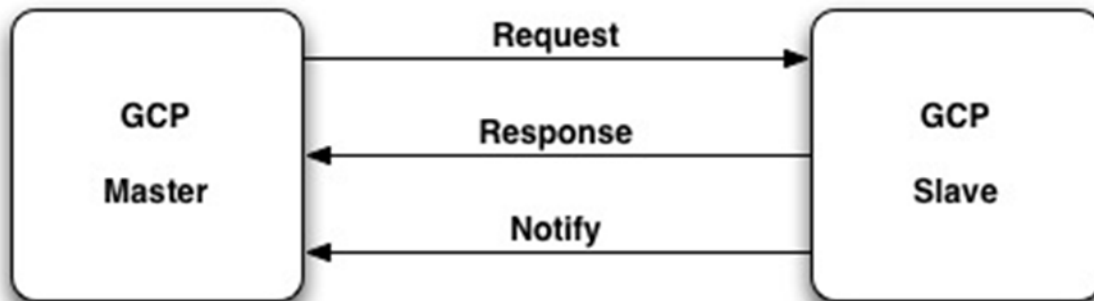 GCP
Master
Request
Response
Notify
GCP
Slave